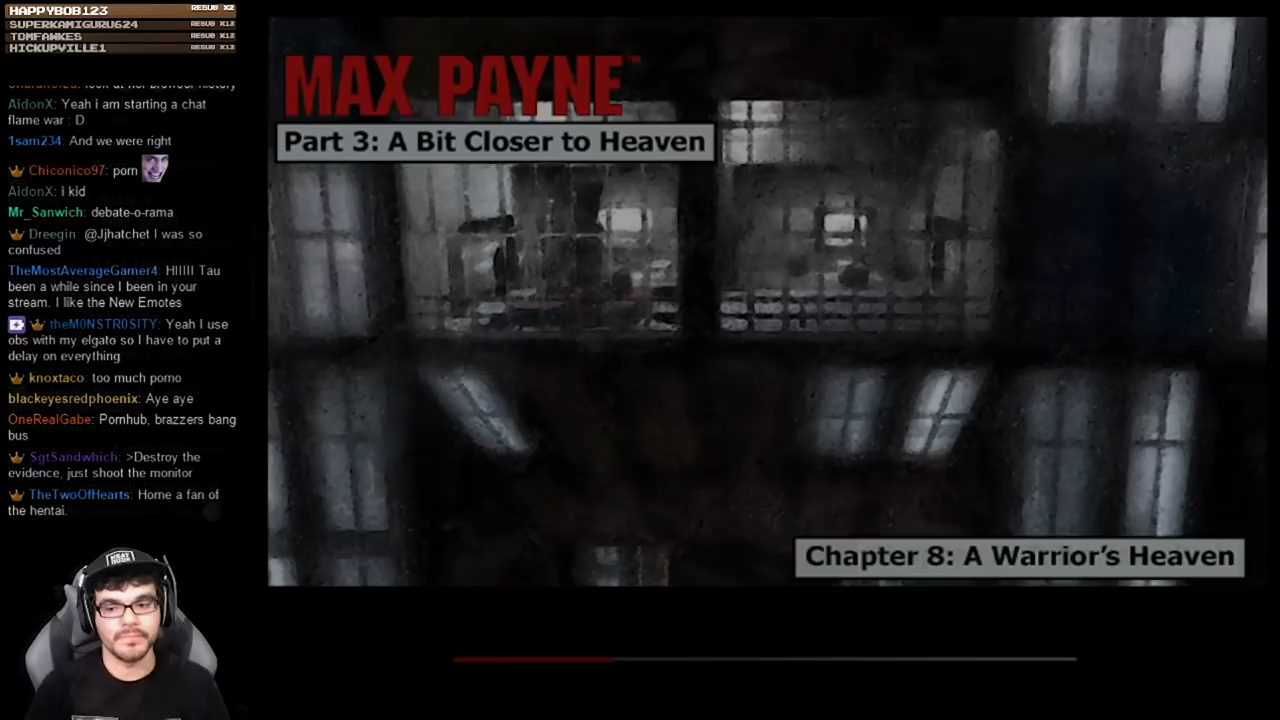 HAPPYBOB123 RESUB X2
SUPERKAMIGURU624 RESUB X13
TOMFAWKES RESUB X13
HICKUPVILLE1 RESUB X13
look at her browser history
AidonX: Yeah i am starting a chat
flame war : D
1sam234: And we were right
Chiconico97: porn
AidonX: i kid
Mr_Sanwich: debate-o-rama
Dreegin: @Jjhatchet I was so
confused
TheMostAverageGamer4: HIIIII Tau
been a while since I been in your
stream. I like the New Emotes
theM0NSTR0SITY: Yeah I use
obs with my elgato so I have to put a
delay on everything
knoxtaco: too much porno
blackeyesredphoenix: Aye aye
OneRealGabe: Pornhub, brazzers bang
bus
SgtSandwhich: >Destroy the
evidence, just shoot the monitor
TheTwoOfHearts: Home a fan of
the hentai.
MAX PAYNE™
Part 3: A Bit Closer to Heaven
Chapter 8: A Warrior's Heaven